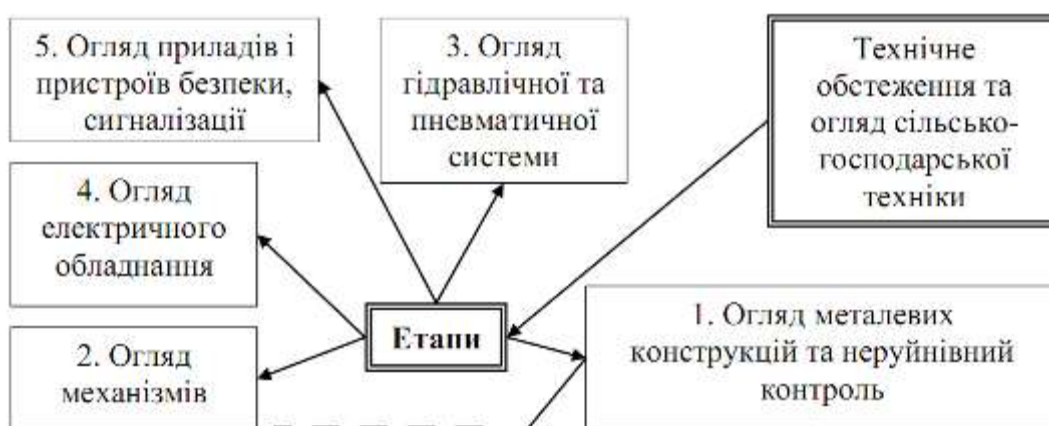 5. Огляд приладів і
пристроїв безпеки,
сигналізації
3. Огляд
гідравлічної та
пневматичної
системи
Технічне
обстеження та
огляд сільсько-
господарської
техніки
4. Огляд
електричного
обладнання
Етапи
1. Огляд металевих
конструкцій та неруйнівний
контроль
2. Огляд
механізмів